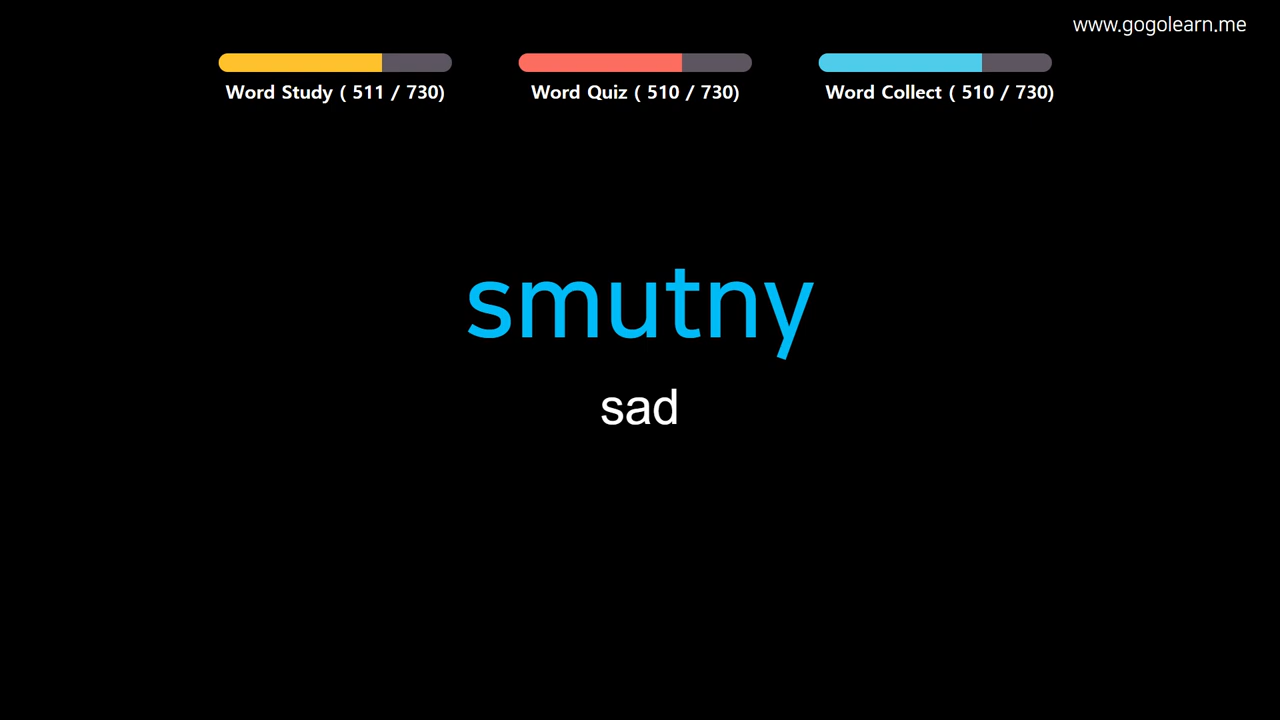 www.gogolearn.me
Word Study ( 511 / 730)
Word Quiz ( 510 / 730)
Word Collect ( 510 / 730)
smutny
sad